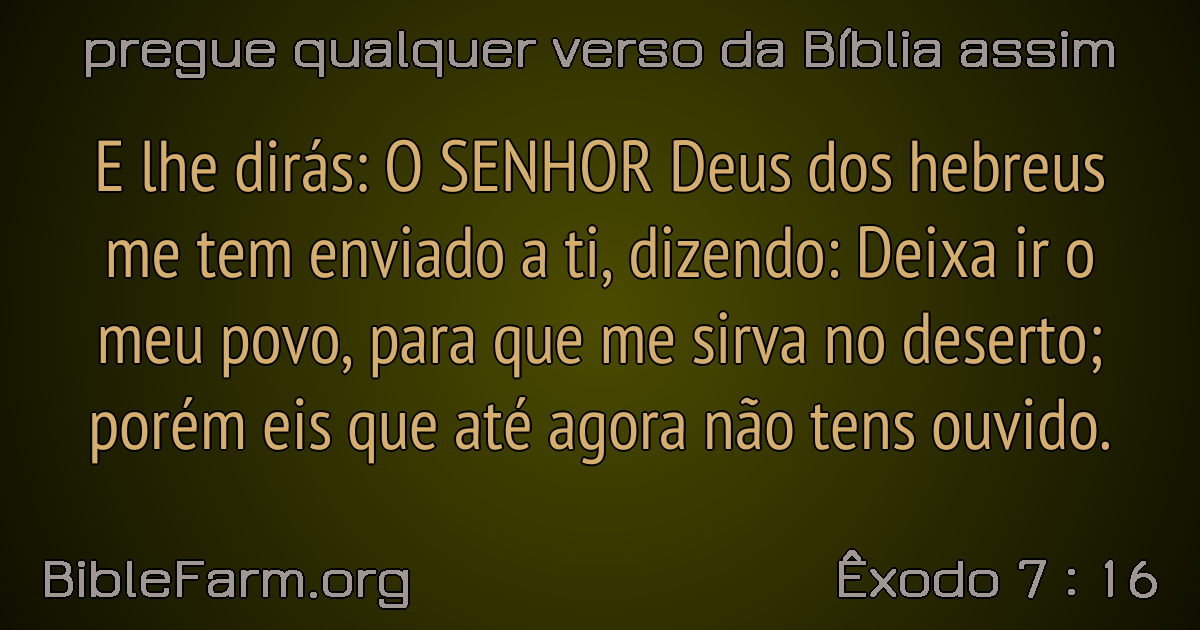 pregue qualquer verso da Bíblia assim
E lhe dirás: O SENHOR Deus dos hebreus
me tem enviado a ti, dizendo: Deixa ir o
meu povo, para que me sirva no deserto;
porém eis que até agora não tens ouvido.
BibleFarm.org
Êxodo 7 : 16